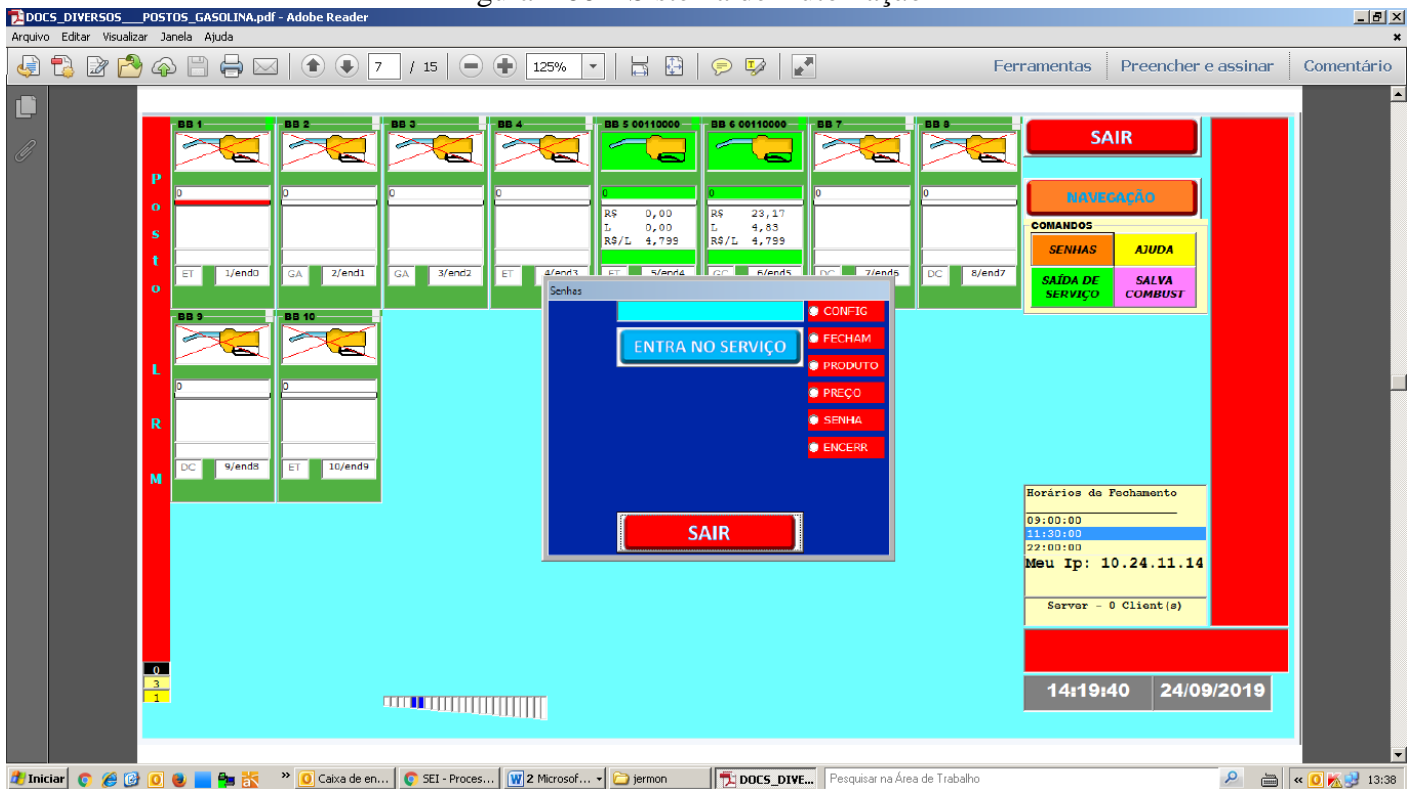 DOCS_DIVERSOS___POSTOS_GASOLINA.pdf - Adobe Reader
Arquivo Editar Visualizar Janela Ajuda
7 / 15 125%
Ferramentas Preencher e assinar Comentário
BB 1 BB 2 BB 3 BB 4 BB 5 00110000 BB 6 00110000 BB 7 BB 8
0 0 0 0 0 0 0 0
R$ 0,00 R$ 23,17
L 0,00 L 4,83
R$/L 4,799 R$/L 4,799
ET 1/end0 GA 2/end1 GA 3/end2 ET 4/end3 ET 5/end4 GC 6/end5 DC 7/end6 DC 8/end7
BB 9 BB 10
0 0
DC 9/end8 ET 10/end9
Posto LRM
0
3
1
SAIR
NAVEGAÇÃO
COMANDOS
SENHAS AJUDA
SAÍDA DE SERVIÇO
SALVA COMBUST
Senhas
ENTRA NO SERVIÇO
CONFIG
FECHAM
PRODUTO
PREÇO
SENHA
ENCERR
SAIR
Horários de Fechamento
09:00:00
11:30:00
22:00:00
Meu Ip: 10.24.11.14
Server - 0 Client(s)
14:19:40 24/09/2019
Iniciar » Caixa de en... SEI - Proces... 2 Microsof... jermon DOCS_DIVE... Pesquisar na Área de Trabalho « 13:38